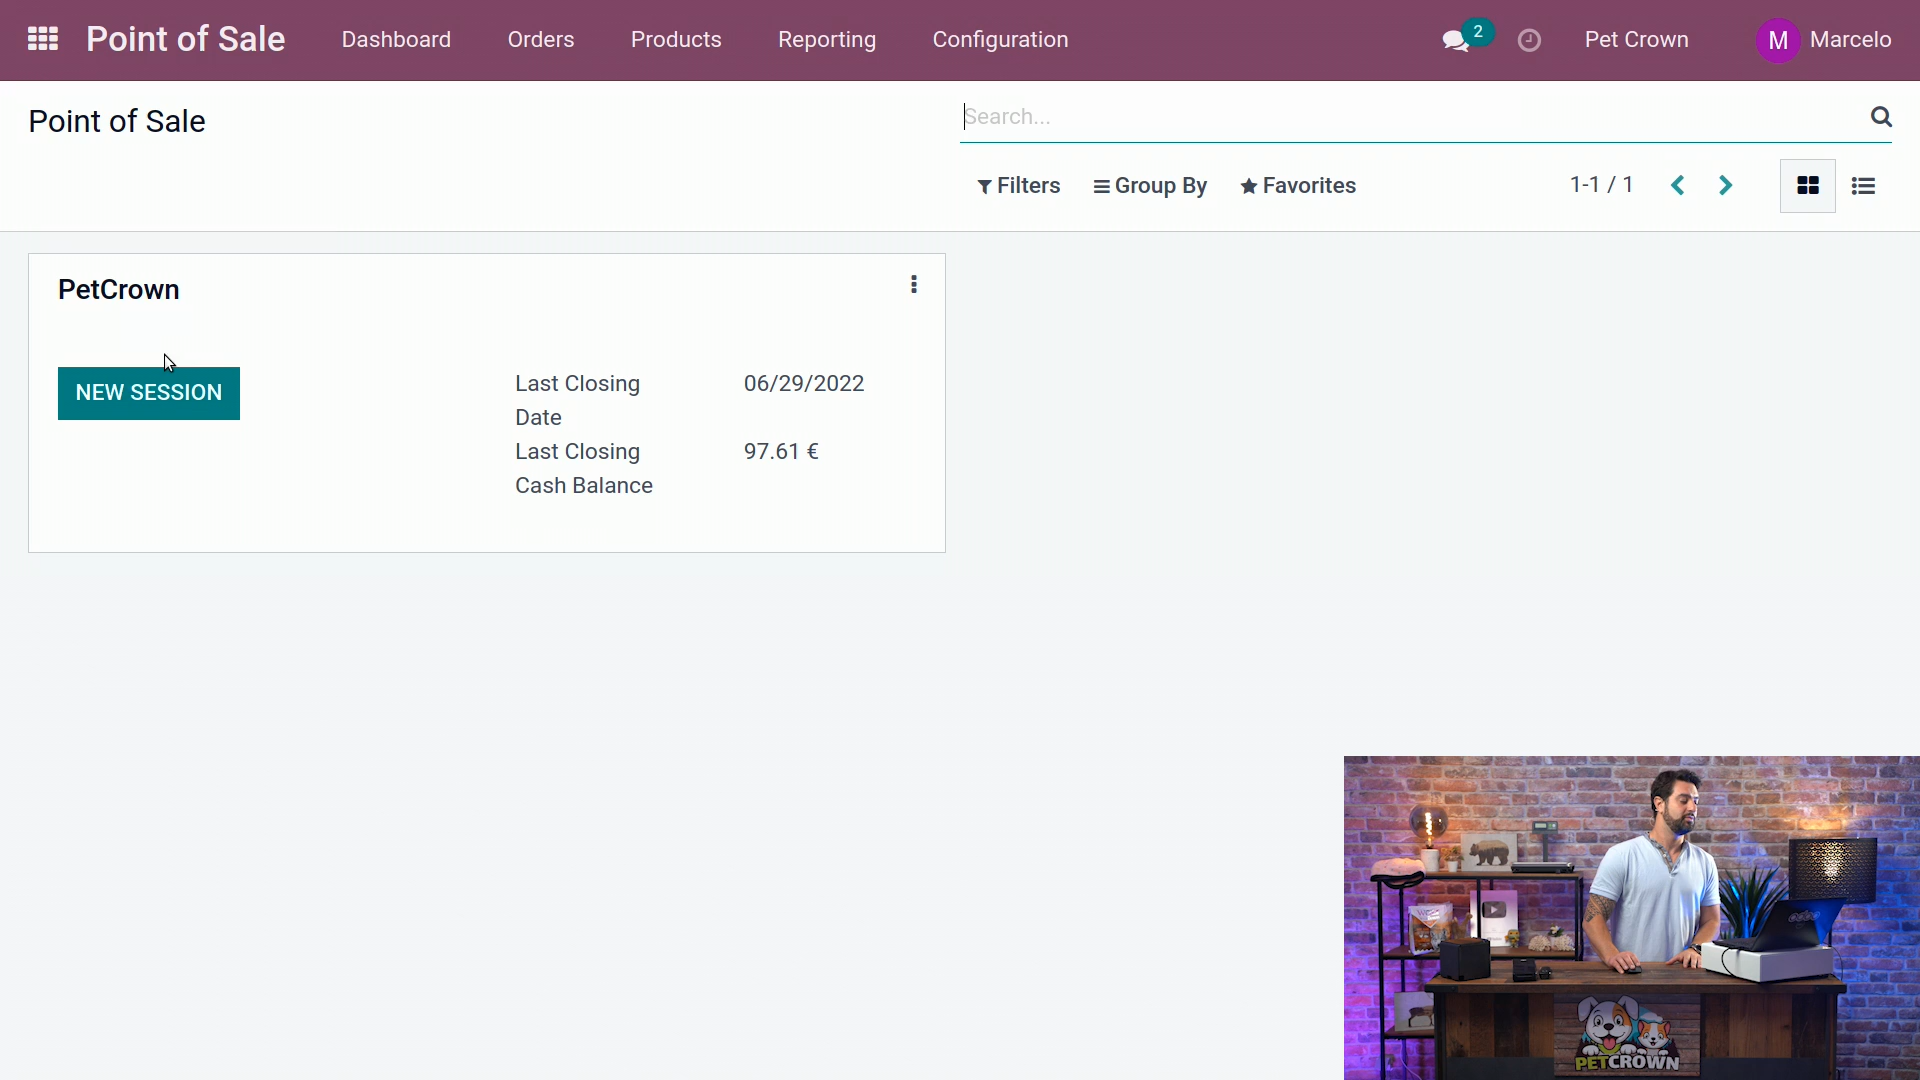 Point of Sale
Dashboard
Orders
Products
Reporting
Configuration
2
Pet Crown
M
Marcelo
Point of Sale
Search...
Filters
Group By
Favorites
1-1 / 1
PetCrown
NEW SESSION
Last Closing Date
06/29/2022
Last Closing Cash Balance
97.61 €
PETCROWN